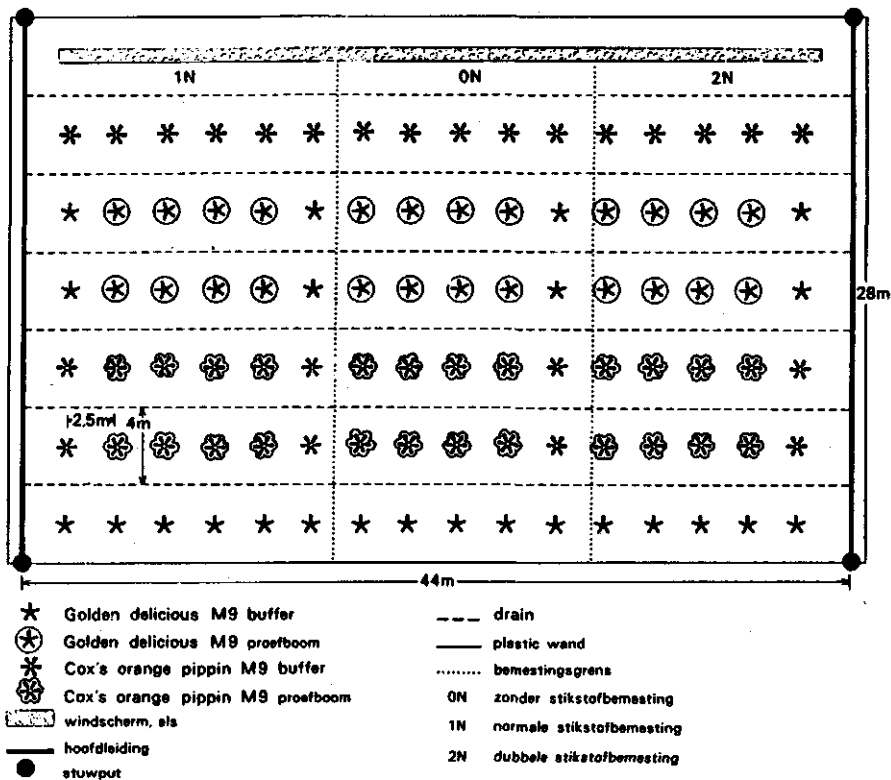 1N 0N 2N
28m
2,5m 4m
44m
Golden delicious M9 buffer
Golden delicious M9 proefboom
Cox's orange pippin M9 buffer
Cox's orange pippin M9 proefboom
windscherm, els
hoofdleiding
stuwput
drain
plastic wand
bemestingsgrens
0N zonder stikstofbemesting
1N normale stikstofbemesting
2N dubbele stikstofbemesting